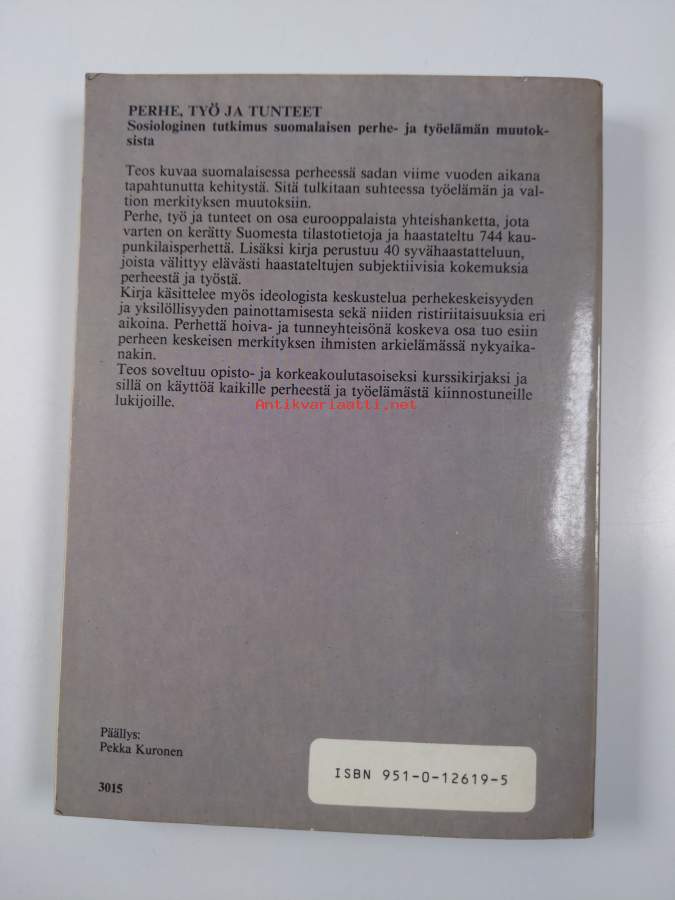 PERHE, TYÖ JA TUNTEET
Sosiologinen tutkimus suomalaisen perhe- ja työelämän muutok-
sista
Teos kuvaa suomalaisessa perheessä sadan viime vuoden aikana
tapahtunutta kehitystä. Sitä tulkitaan suhteessa työelämän ja val-
tion merkityksen muutoksiin.
Perhe, työ ja tunteet on osa eurooppalaista yhteishanketta, jota
varten on kerätty Suomesta tilastotietoja ja haastateltu 744 kau-
punkilaisperhettä. Lisäksi kirja perustuu 40 syvähaastatteluun,
joista välittyy elävästi haastateltujen subjektiivisia kokemuksia
perheestä ja työstä.
Kirja käsittelee myös ideologista keskustelua perhekeskeisyyden
ja yksilöllisyyden painottamisesta sekä niiden ristiriitaisuuksia eri
aikoina. Perhettä hoiva- ja tunneyhteisönä koskeva osa tuo esiin
perheen keskeisen merkityksen ihmisten arkielämässä nykyaika-
nakin.
Teos soveltuu opisto- ja korkeakoulutasoiseksi kurssikirjaksi ja
sillä on käyttöä kaikille perheestä ja työelämästä kiinnostuneille
lukijoille.
Antikvariaatti.net
Päällys:
Pekka Kuronen
ISBN 951-0-12619-5
3015